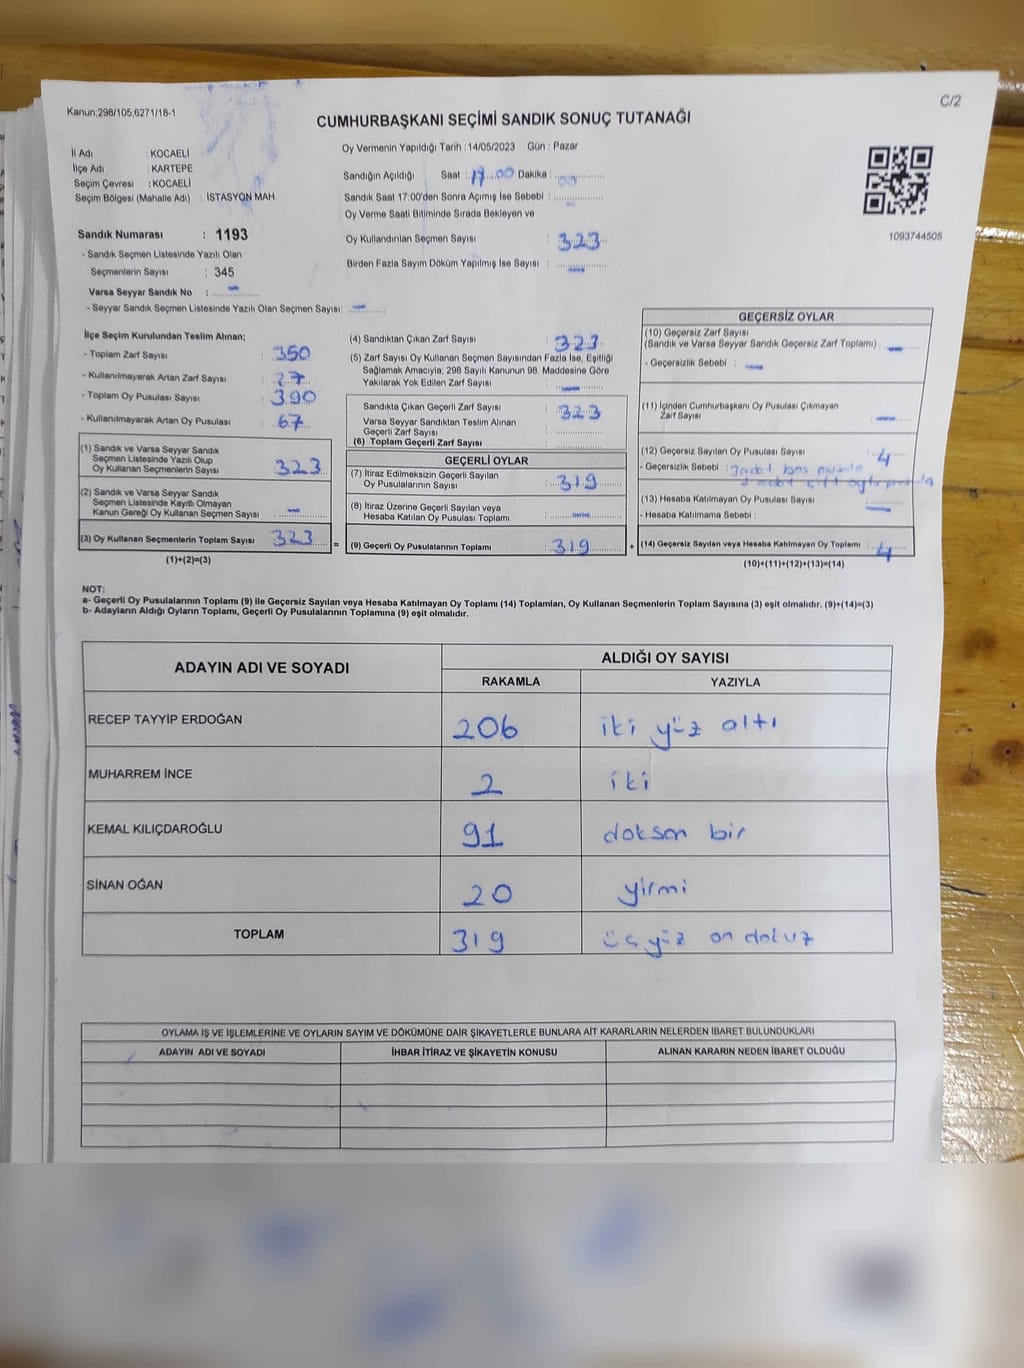 Kanun;298/105;6271/18-1
C/2
CUMHURBAŞKANI SEÇİMİ SANDIK SONUÇ TUTANAĞI
İl Adı : KOCAELİ
İlçe Adı : KARTEPE
Seçim Çevresi : KOCAELİ
Seçim Bölgesi (Mahalle Adı) : İSTASYON MAH.
Oy Vermenin Yapıldığı Tarih : 14/05/2023 Gün : Pazar
Sandığın Açıldığı Saat : 17.00 Dakika : 00
Sandık Saat 17:00'den Sonra Açılmış İse Sebebi : –
Oy Verme Saati Bitiminde Sırada Bekleyen ve
Oy Kullandırılan Seçmen Sayısı : 323
Birden Fazla Sayım Döküm Yapılmış İse Sayısı : –
1093744505
Sandık Numarası : 1193
- Sandık Seçmen Listesinde Yazılı Olan
Seçmenlerin Sayısı : 345
Varsa Seyyar Sandık No : –
- Seyyar Sandık Seçmen Listesinde Yazılı Olan Seçmen Sayısı: –
İlçe Seçim Kurulundan Teslim Alınan;
- Toplam Zarf Sayısı : 350
- Kullanılmayarak Artan Zarf Sayısı : 27
- Toplam Oy Pusulası Sayısı : 390
- Kullanılmayarak Artan Oy Pusulası : 67
(1) Sandık ve Varsa Seyyar Sandık
Seçmen Listesinde Yazılı Olup
Oy Kullanan Seçmenlerin Sayısı : 323
(2) Sandık ve Varsa Seyyar Sandık
Seçmen Listesinde Kayıtlı Olmayan
Kanun Gereği Oy Kullanan Seçmen Sayısı : –
(3) Oy Kullanan Seçmenlerin Toplam Sayısı : 323
(1)+(2)=(3)
=
(4) Sandıktan Çıkan Zarf Sayısı : 323
(5) Zarf Sayısı Oy Kullanan Seçmen Sayısından Fazla İse, Eşitliği
Sağlamak Amacıyla; 298 Sayılı Kanunun 98. Maddesine Göre
Yakılarak Yok Edilen Zarf Sayısı : –
Sandıkta Çıkan Geçerli Zarf Sayısı : 323
Varsa Seyyar Sandıktan Teslim Alınan
Geçerli Zarf Sayısı :
(6) Toplam Geçerli Zarf Sayısı :
GEÇERLİ OYLAR
(7) İtiraz Edilmeksizin Geçerli Sayılan
Oy Pusulalarının Sayısı : 319
(8) İtiraz Üzerine Geçerli Sayılan veya
Hesaba Katılan Oy Pusulası Toplamı : –
(9) Geçerli Oy Pusulalarının Toplamı : 319
+
GEÇERSİZ OYLAR
(10) Geçersiz Zarf Sayısı
(Sandık ve Varsa Seyyar Sandık Geçersiz Zarf Toplamı) : –
- Geçersizlik Sebebi : –
(11) İçinden Cumhurbaşkanı Oy Pusulası Çıkmayan
Zarf Sayısı : –
(12) Geçersiz Sayılan Oy Pusulası Sayısı : 4
- Geçersizlik Sebebi :
(13) Hesaba Katılmayan Oy Pusulası Sayısı : –
- Hesaba Katılmama Sebebi :
(14) Geçersiz Sayılan veya Hesaba Katılmayan Oy Toplamı : 4
(10)+(11)+(12)+(13)=(14)
NOT:
a- Geçerli Oy Pusulalarının Toplamı (9) ile Geçersiz Sayılan veya Hesaba Katılmayan Oy Toplamı (14) Toplamları, Oy Kullanan Seçmenlerin Toplam Sayısına (3) eşit olmalıdır. (9)+(14)=(3)
b- Adayların Aldığı Oyların Toplamı, Geçerli Oy Pusulalarının Toplamına (9) eşit olmalıdır.
ADAYIN ADI VE SOYADI ALDIĞI OY SAYISI
RAKAMLA YAZIYLA
RECEP TAYYİP ERDOĞAN 206 iki yüz altı
MUHARREM İNCE 2 iki
KEMAL KILIÇDAROĞLU 91 doksan bir
SİNAN OĞAN 20 yirmi
TOPLAM 319 üçyüz on dokuz
OYLAMA İŞ VE İŞLEMLERİNE VE OYLARIN SAYIM VE DÖKÜMÜNE DAİR ŞİKAYETLERLE BUNLARA AİT KARARLARIN NELERDEN İBARET BULUNDUKLARI
ADAYIN ADI VE SOYADI İHBAR İTİRAZ VE ŞİKAYETİN KONUSU ALINAN KARARIN NEDEN İBARET OLDUĞU